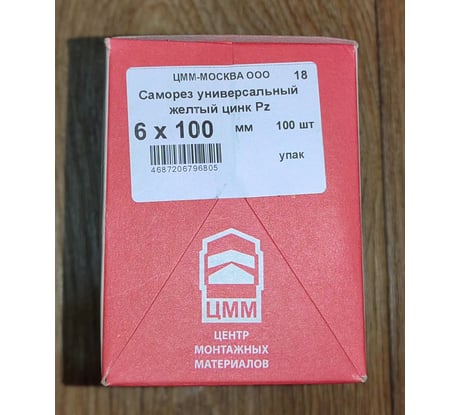 ЦММ-МОСКВА ООО 18
Саморез универсальный
желтый цинк Pz
6 x 100 мм 100 шт
упак
4687206796805
ЦММ
ЦЕНТР
МОНТАЖНЫХ
МАТЕРИАЛОВ